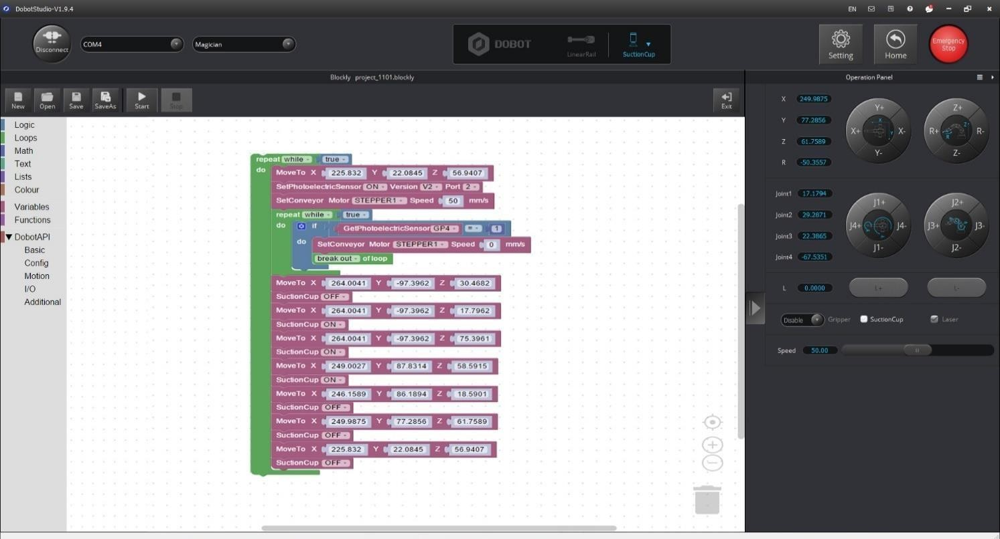 DobotStudio-V1.9.4
EN
Disconnect
COM4
Magician
DOBOT
LinearRail
SuctionCup
Setting
Home
Emergency
Stop
Blockly project_1101.blockly
Operation Panel
New
Open
Save
SaveAs
Start
Stop
Exit
Logic
Loops
Math
Text
Lists
Colour
Variables
Functions
DobotAPI
Basic
Config
Motion
I/O
Additional
repeat while true
do MoveTo X 225.832 Y 22.0845 Z 56.9407
SetPhotoelectricSensor ON Version V2 Port 2
SetConveyor Motor STEPPER1 Speed 50 mm/s
repeat while true
do if GetPhotoelectricSensor GP4 = 1
do SetConveyor Motor STEPPER1 Speed 0 mm/s
break out of loop
MoveTo X 264.0041 Y -97.3962 Z 30.4682
SuctionCup OFF
MoveTo X 264.0041 Y -97.3962 Z 17.7962
SuctionCup ON
MoveTo X 264.0041 Y -97.3962 Z 75.3961
SuctionCup ON
MoveTo X 249.0027 Y 87.8314 Z 58.5915
SuctionCup ON
MoveTo X 246.1589 Y 86.1894 Z 18.5901
SuctionCup OFF
MoveTo X 249.9875 Y 77.2856 Z 61.7589
SuctionCup OFF
MoveTo X 225.832 Y 22.0845 Z 56.9407
SuctionCup OFF
X 249.9875
Y 77.2856
Z 61.7589
R -50.3557
Y+
X+ X-
Y-
Z+
R+ R-
Z-
Joint1 17.1794
Joint2 29.2871
Joint3 22.3865
Joint4 -67.5351
J1+
J4+ J4-
J1-
J2+
J3+ J3-
J2-
L 0.0000
L+
L-
Disable Gripper SuctionCup Laser
Speed 50.00